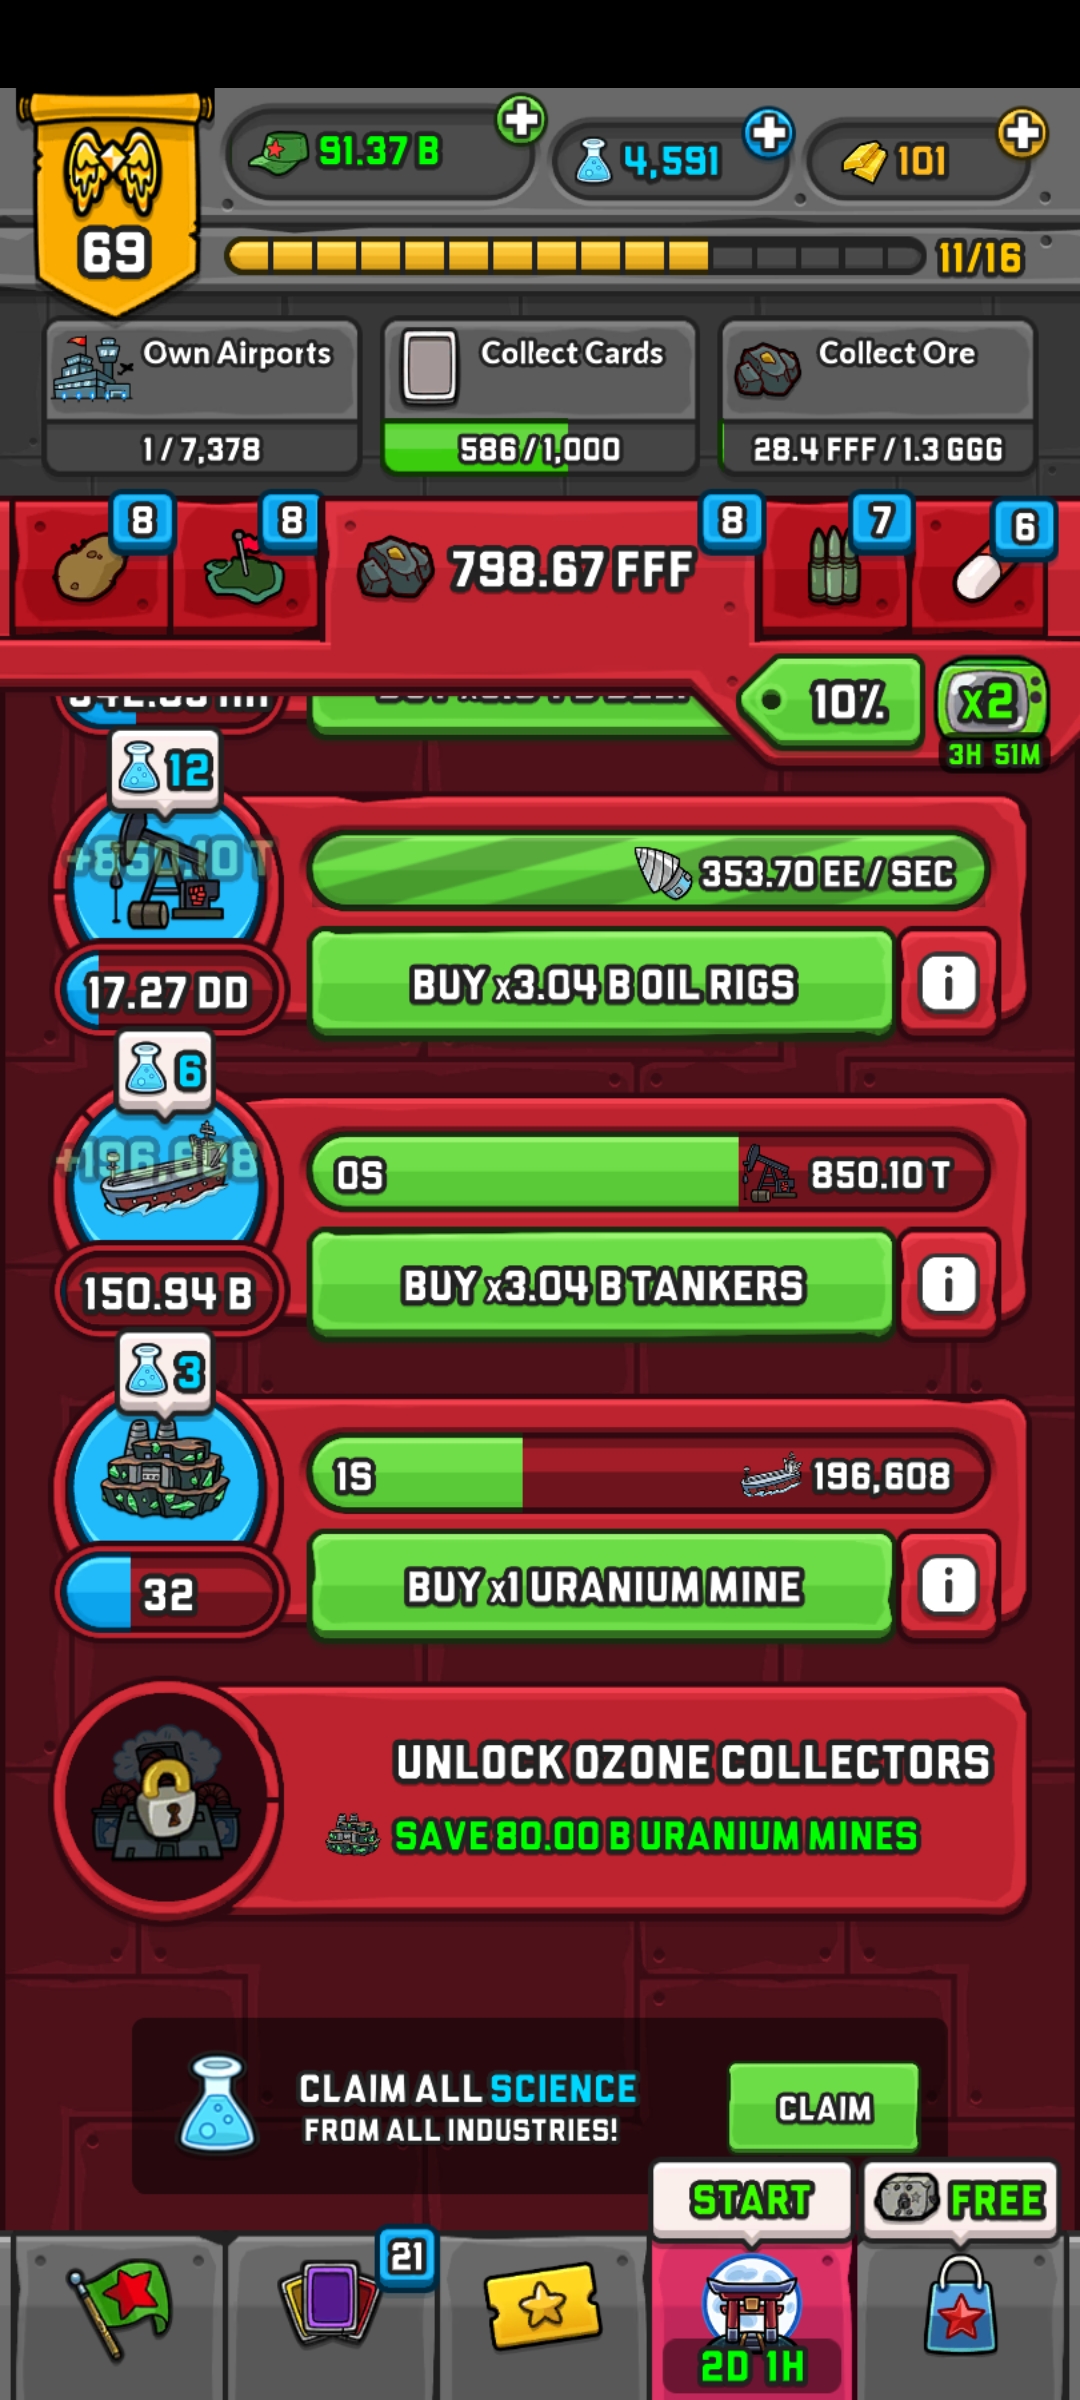 91.37 B
4,591
101
69
11/16
Own Airports
1/7,378
Collect Cards
586/1,000
Collect Ore
28.4 FFF/1.3 GGG
8
8
798.67 FFF
8
7
6
10%
x2
3H 51M
12
+850.10 T
353.70 EE/SEC
17.27 DD
BUY x3.04 B OIL RIGS
i
6
+196,608
0S
850.10 T
150.94 B
BUY x3.04 B TANKERS
i
3
1S
196,608
32
BUY x1 URANIUM MINE
i
UNLOCK OZONE COLLECTORS
SAVE 80.00 B URANIUM MINES
CLAIM ALL SCIENCE
FROM ALL INDUSTRIES!
CLAIM
START
FREE
21
2D 1H